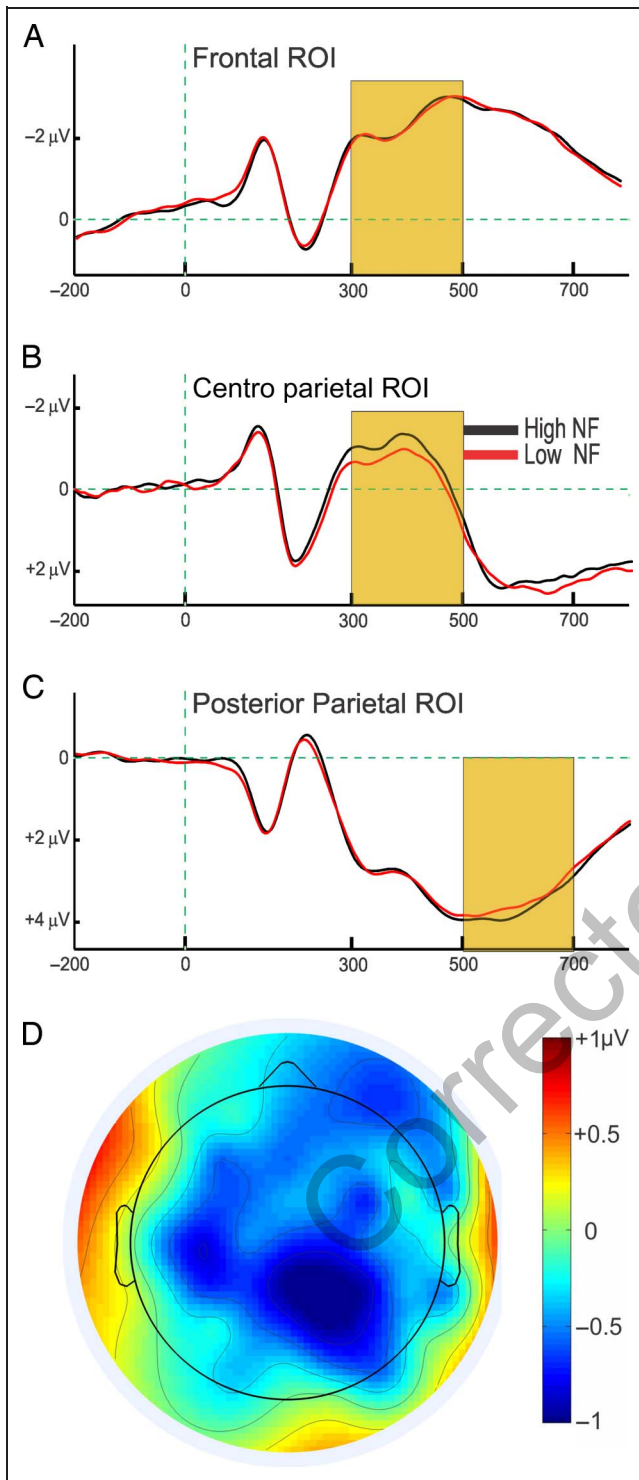 A
Frontal ROI
−2 µV
0
−200 0 300 500 700
B
Centro parietal ROI
−2 µV
High NF
Low NF
0
+2 µV
−200 0 300 500 700
C
Posterior Parietal ROI
0
+2 µV
+4 µV
−200 0 300 500 700
D
+1µV
+0.5
0
−0.5
−1